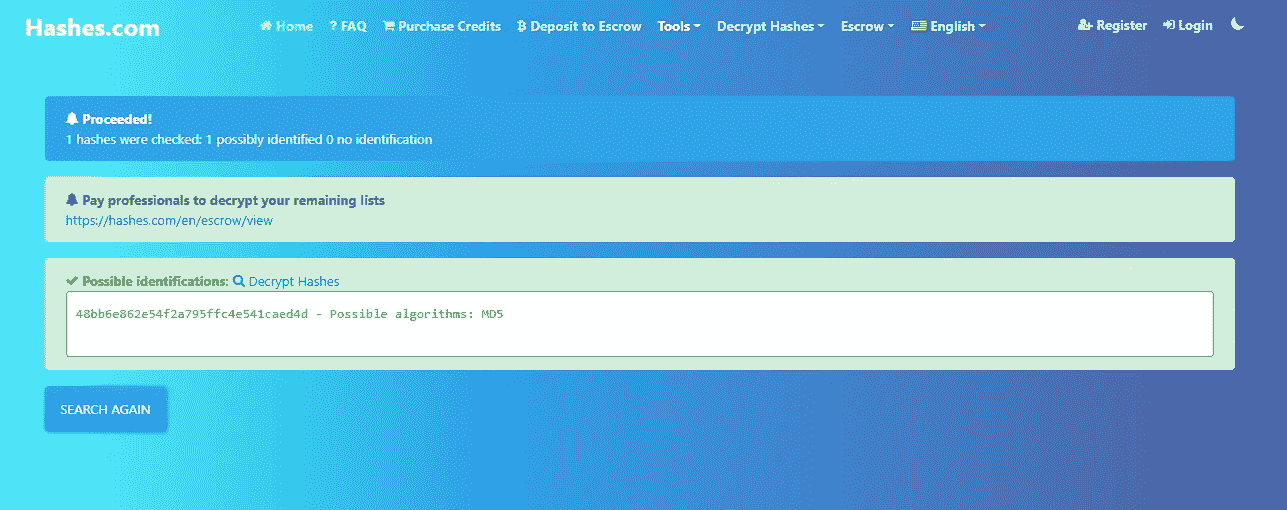 Hashes.com
Home
? FAQ
Purchase Credits
Deposit to Escrow
Tools
Decrypt Hashes
Escrow
English
Register
Login
Proceeded!
1 hashes were checked: 1 possibly identified 0 no identification
Pay professionals to decrypt your remaining lists
https://hashes.com/en/escrow/view
Possible identifications: Decrypt Hashes
48bb6e862e54f2a795ffc4e541caed4d - Possible algorithms: MD5
SEARCH AGAIN